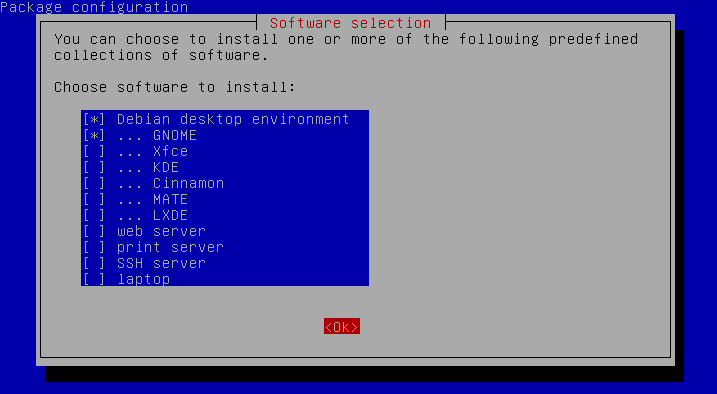 Package configuration
Software selection
You can choose to install one or more of the following predefined
collections of software.
Choose software to install:
[*] Debian desktop environment
[*] ... GNOME
[ ] ... Xfce
[ ] ... KDE
[ ] ... Cinnamon
[ ] ... MATE
[ ] ... LXDE
[ ] web server
[ ] print server
[ ] SSH server
[ ] laptop
<Ok>